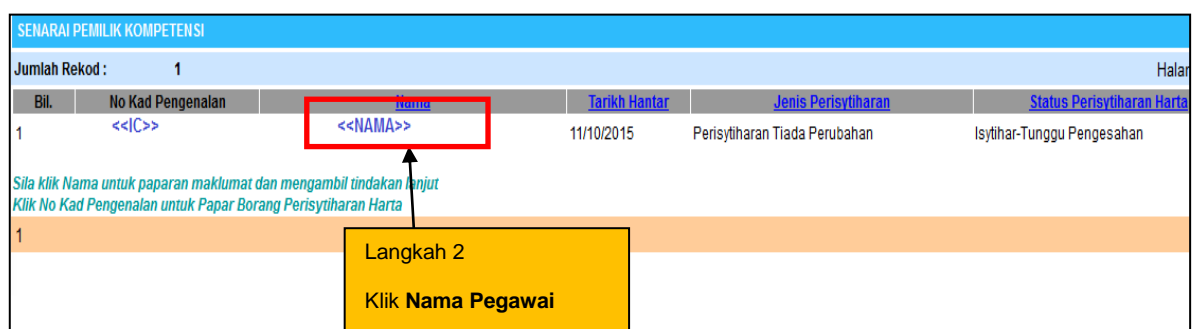 SENARAI PEMILIK KOMPETENSI
Jumlah Rekod : 1 Halar
Bil. No Kad Pengenalan Nama Tarikh Hantar Jenis Perisytiharan Status Perisytiharan Harta
1 <<IC>> <<NAMA>> 11/10/2015 Perisytiharan Tiada Perubahan Isytihar-Tunggu Pengesahan
Sila klik Nama untuk paparan maklumat dan mengambil tindakan lanjut
Klik No Kad Pengenalan untuk Papar Borang Perisytiharan Harta
1
Langkah 2
Klik Nama Pegawai